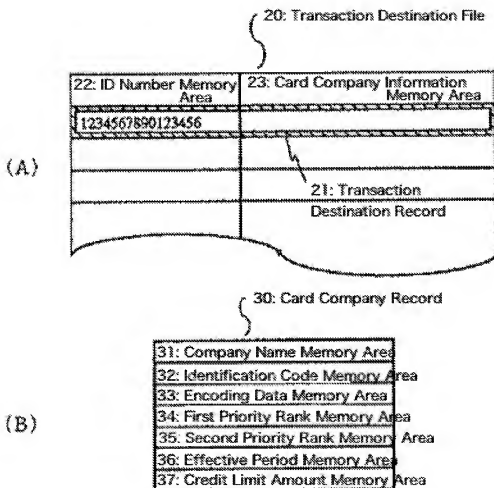 20: Transaction Destination File
22: ID Number Memory Area
23: Card Company Information Memory Area
1234567890123456
(A)
21: Transaction Destination Record
30: Card Company Record
31: Company Name Memory Area
32: Identification Code Memory Area
33: Encoding Data Memory Area
34: First Priority Rank Memory Area
(B)
35: Second Priority Rank Memory Area
36: Effective Period Memory Area
37: Credit Limit Amount Memory Area